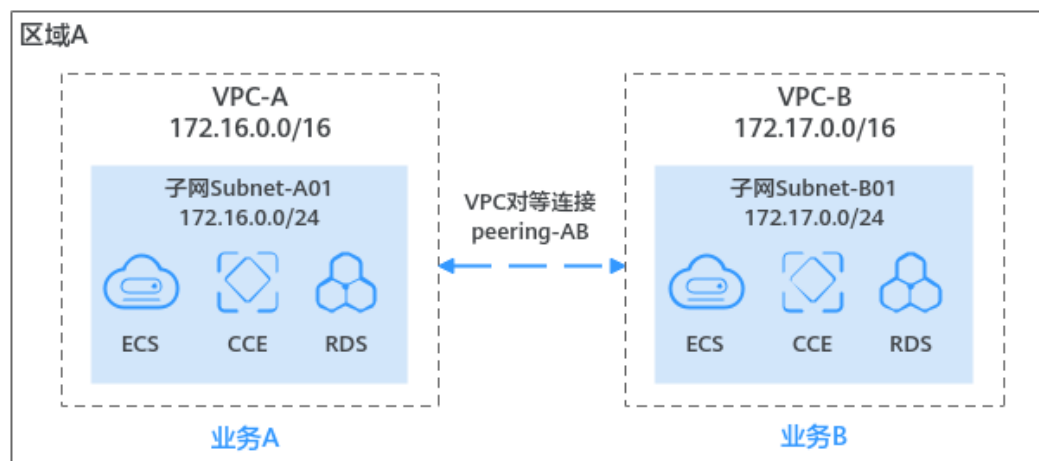 区域A
VPC-A
172.16.0.0/16
子网Subnet-A01
172.16.0.0/24
ECS
CCE
RDS
业务A
VPC对等连接
peering-AB
VPC-B
172.17.0.0/16
子网Subnet-B01
172.17.0.0/24
ECS
CCE
RDS
业务B